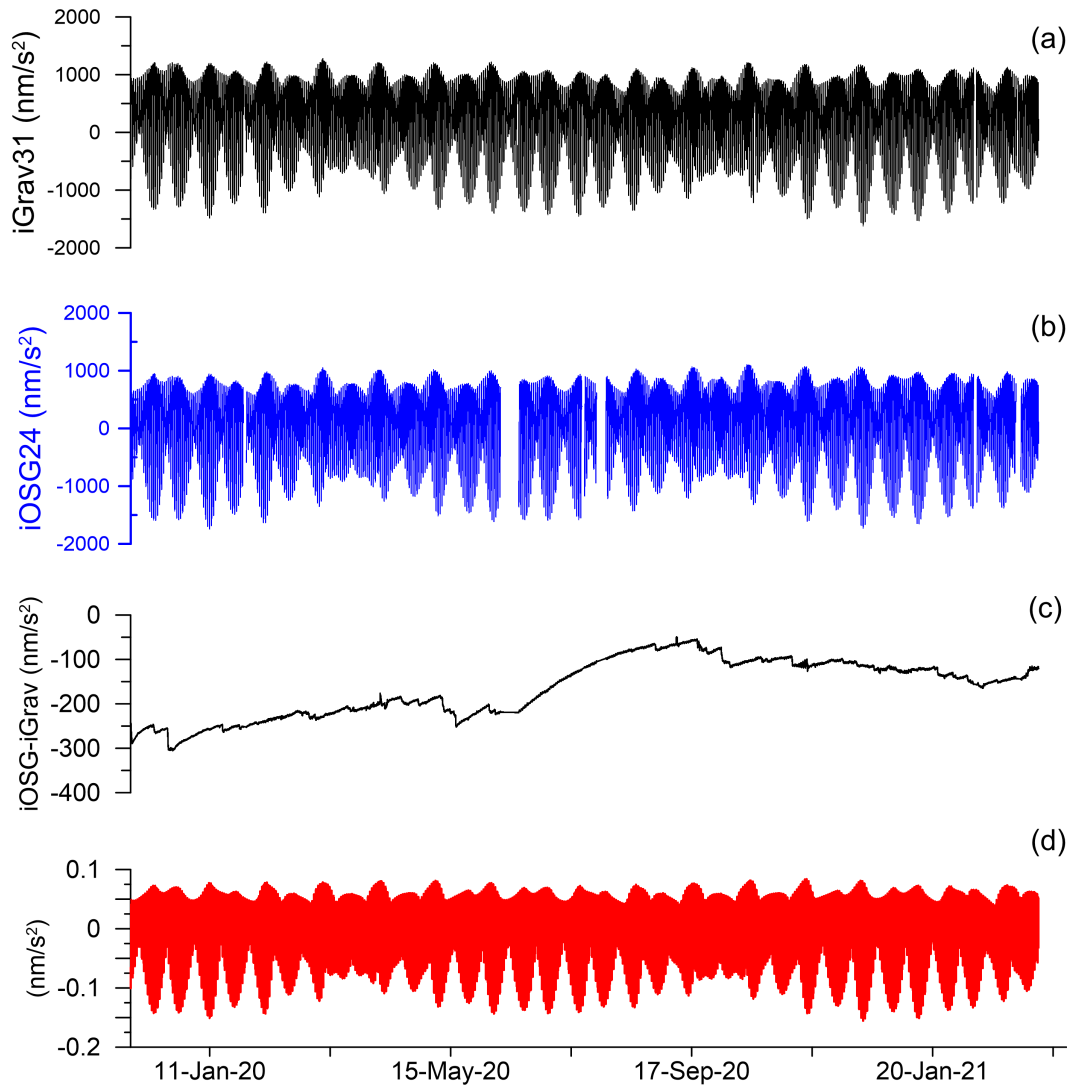 (a)
iGrav31 (nm/s²)
2000
1000
0
-1000
-2000
(b)
iOSG24 (nm/s²)
2000
1000
0
-1000
-2000
(c)
iOSG-iGrav (nm/s²)
0
-100
-200
-300
-400
(d)
(nm/s²)
0.1
0
-0.1
-0.2
11-Jan-20 15-May-20 17-Sep-20 20-Jan-21